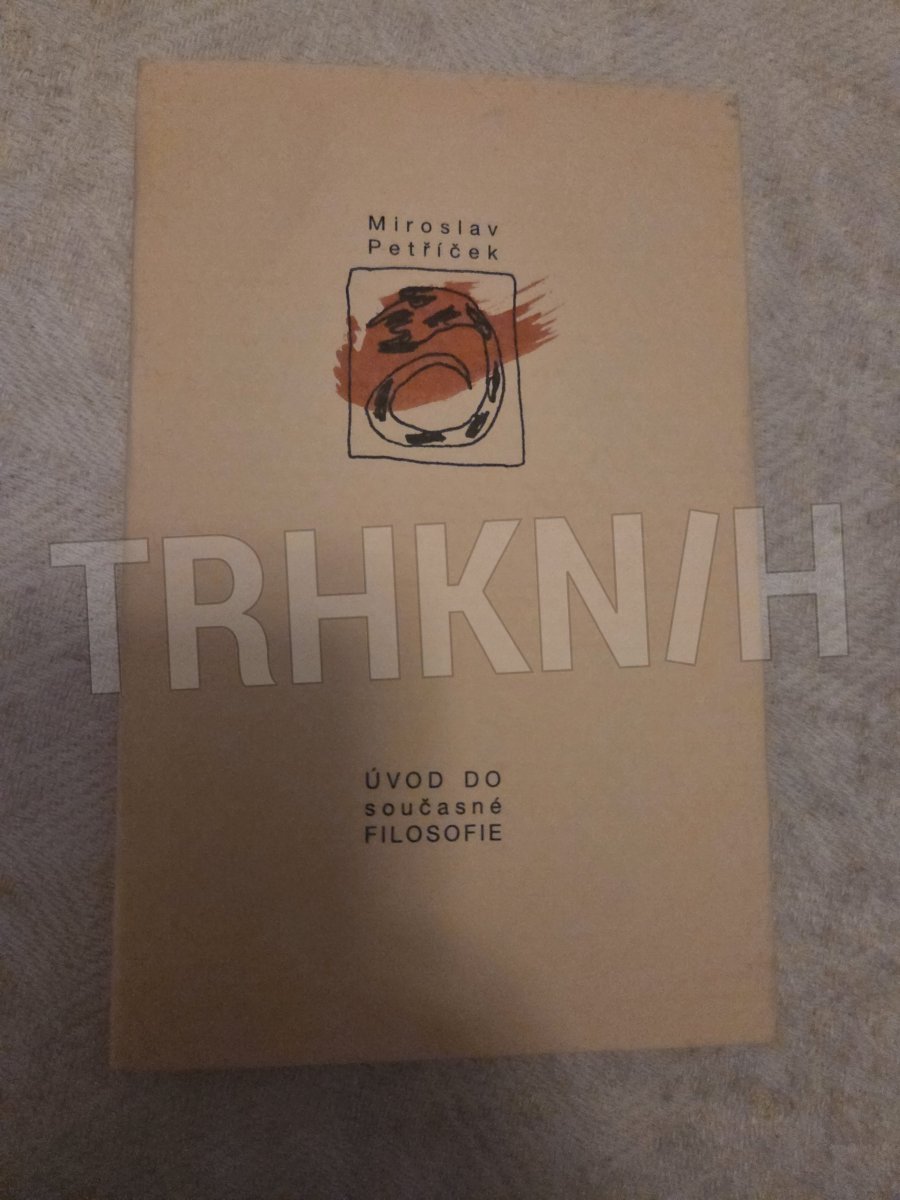 Miroslav
Petříček
TRHKNIH
ÚVOD DO
současné
FILOSOFIE